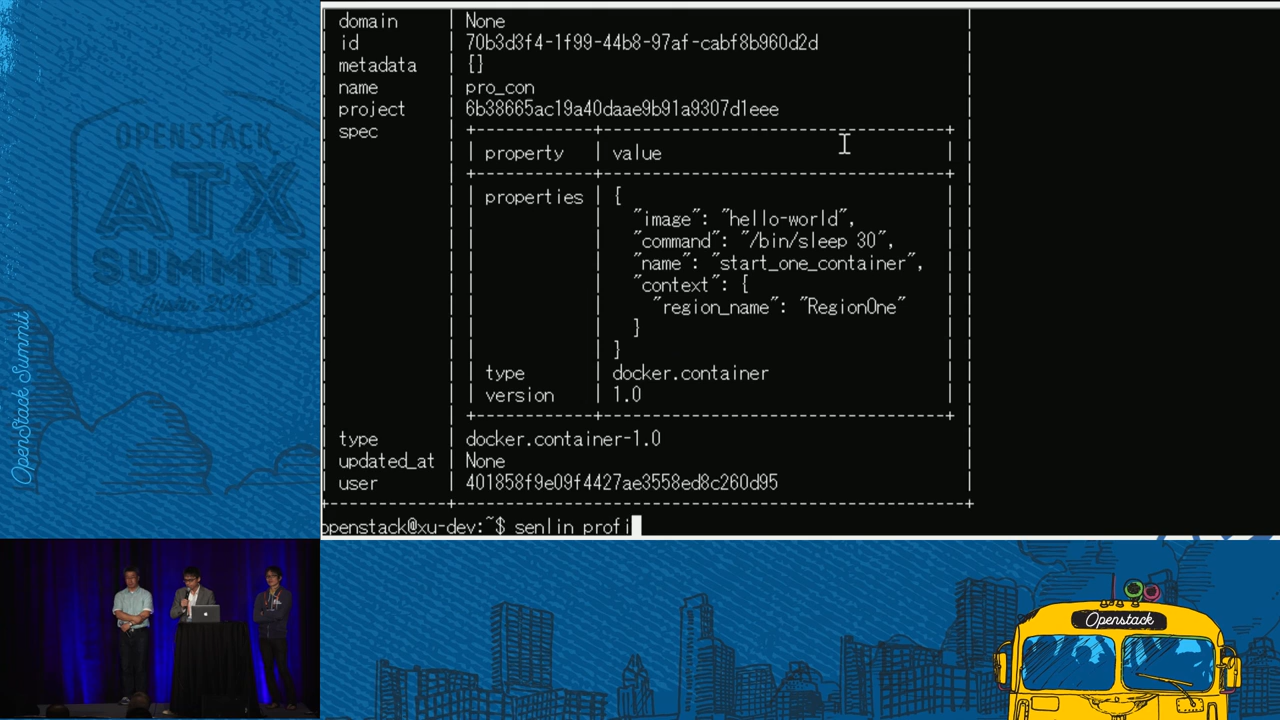 domain | None
id | 70b3d3f4-1f99-44b8-97af-cabf8b960d2d
metadata | {}
name | pro_con
project | 6b38665ac19a40daae9b91a9307d1eee
spec
property | value
properties | {
"image": "hello-world",
"command": "/bin/sleep 30",
"name": "start_one_container",
"context": {
"region_name": "RegionOne"
}
}
type | docker.container
version | 1.0
type | docker.container-1.0
updated_at | None
user | 401858f9e09f4427ae3558ed8c260d95
openstack@xu-dev:~$ senlin profi
OPENSTACK
ATX
SUMMIT
OpenStack Summit
Openstack